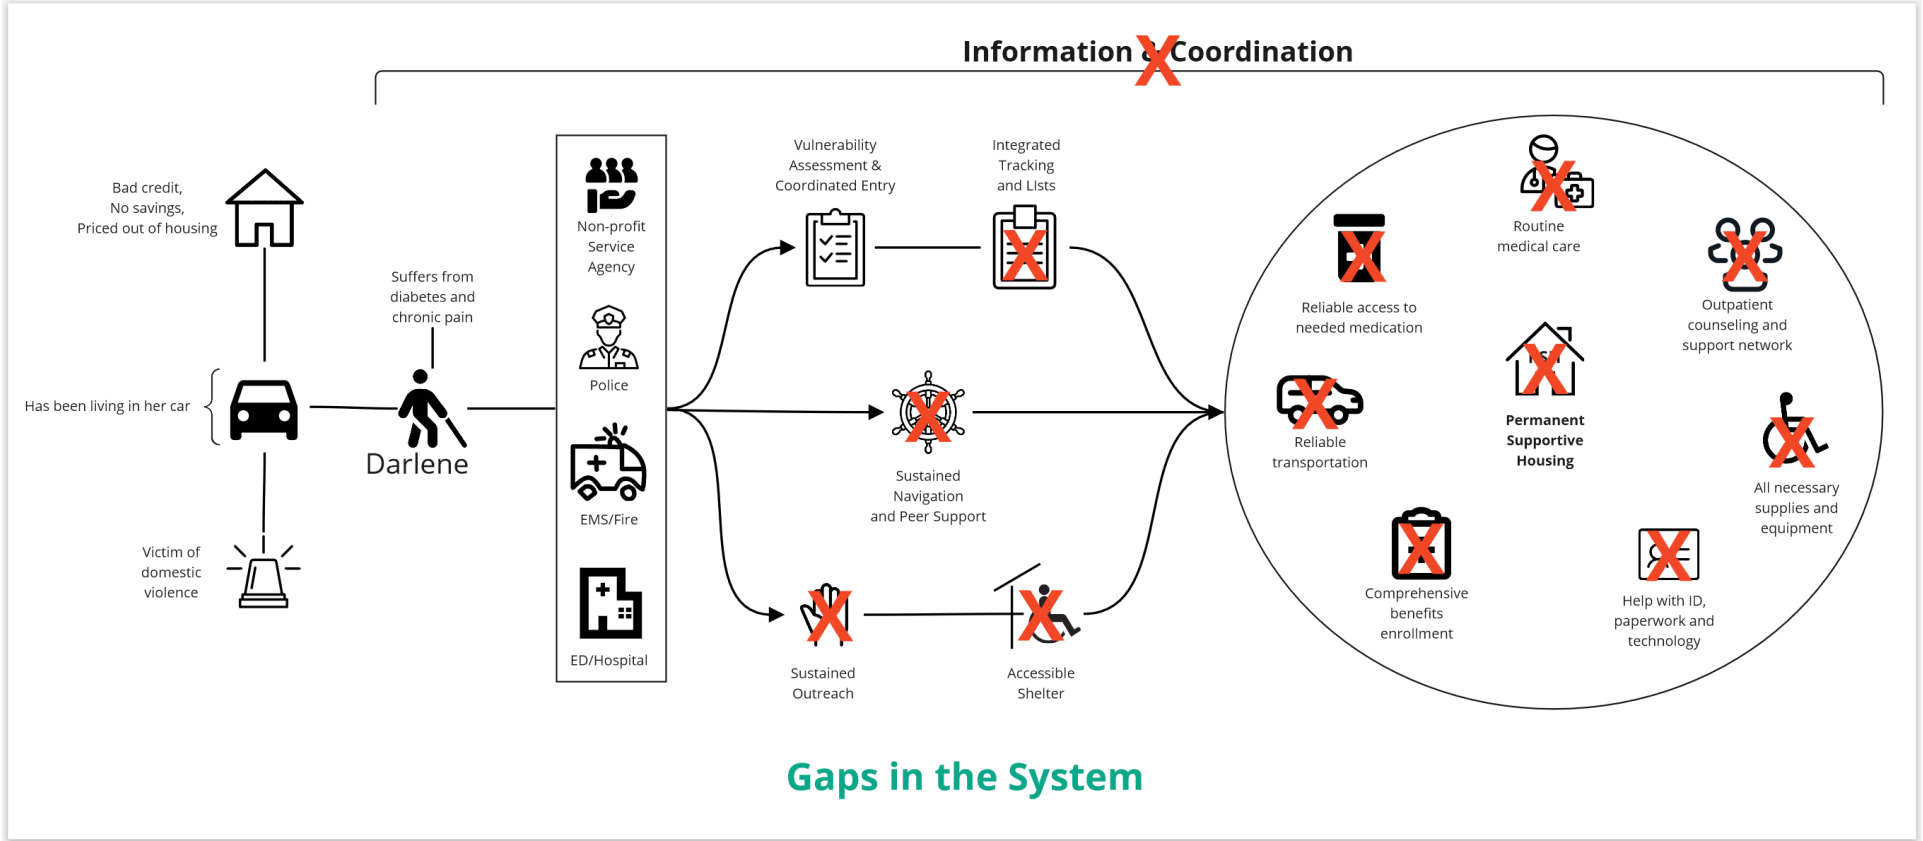 Information & Coordination
Bad credit,
No savings,
Priced out of housing
Has been living in her car
Victim of
domestic
violence
Suffers from
diabetes and
chronic pain
Darlene
Non-profit
Service
Agency
Police
EMS/Fire
ED/Hospital
Vulnerability
Assessment &
Coordinated Entry
Integrated
Tracking
and LIsts
Sustained
Navigation
and Peer Support
Sustained
Outreach
Accessible
Shelter
Routine
medical care
Reliable access to
needed medication
Outpatient
counseling and
support network
Reliable
transportation
Permanent
Supportive
Housing
All necessary
supplies and
equipment
Comprehensive
benefits
enrollment
Help with ID,
paperwork and
technology
Gaps in the System